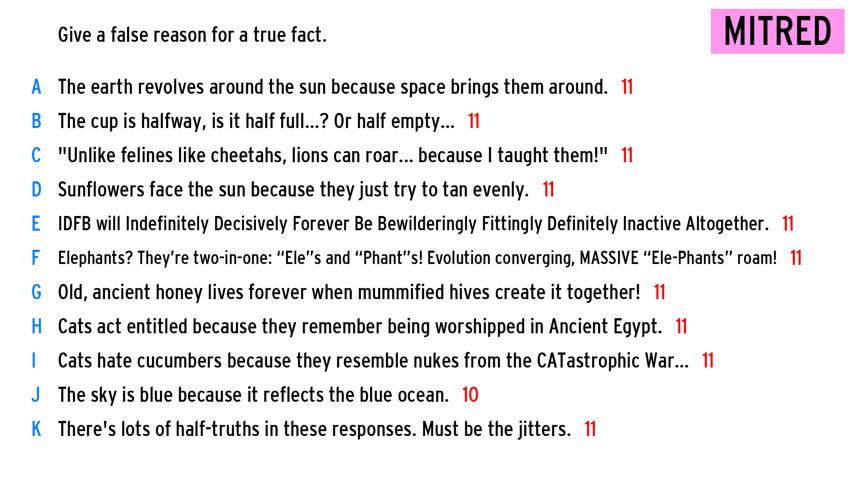 Give a false reason for a true fact.
MITRED
A The earth revolves around the sun because space brings them around. 11
B The cup is halfway, is it half full...? Or half empty... 11
C "Unlike felines like cheetahs, lions can roar... because I taught them!" 11
D Sunflowers face the sun because they just try to tan evenly. 11
E IDFB will Indefinitely Decisively Forever Be Bewilderingly Fittingly Definitely Inactive Altogether. 11
F Elephants? They’re two-in-one: “Ele”s and “Phant”s! Evolution converging, MASSIVE “Ele-Phants” roam! 11
G Old, ancient honey lives forever when mummified hives create it together! 11
H Cats act entitled because they remember being worshipped in Ancient Egypt. 11
I Cats hate cucumbers because they resemble nukes from the CATastrophic War... 11
J The sky is blue because it reflects the blue ocean. 10
K There's lots of half-truths in these responses. Must be the jitters. 11